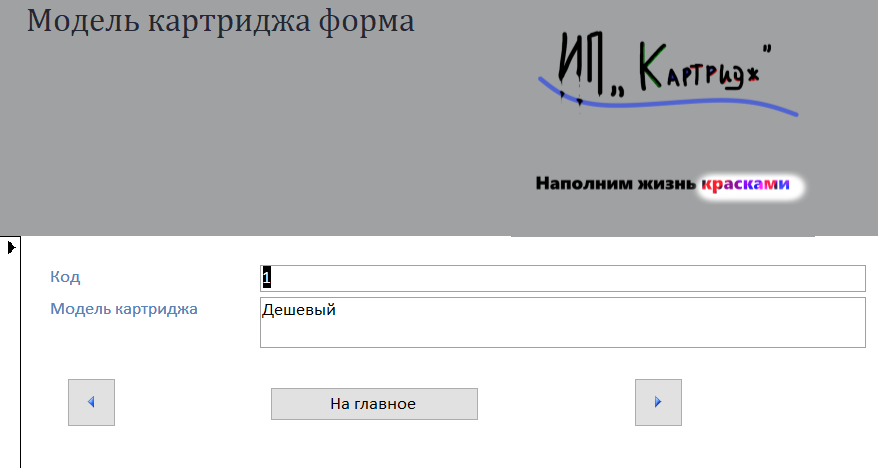 Модель картриджа форма
ИП „Картридж"
Наполним жизнь красками
Код
1
Модель картриджа
Дешевый
На главное